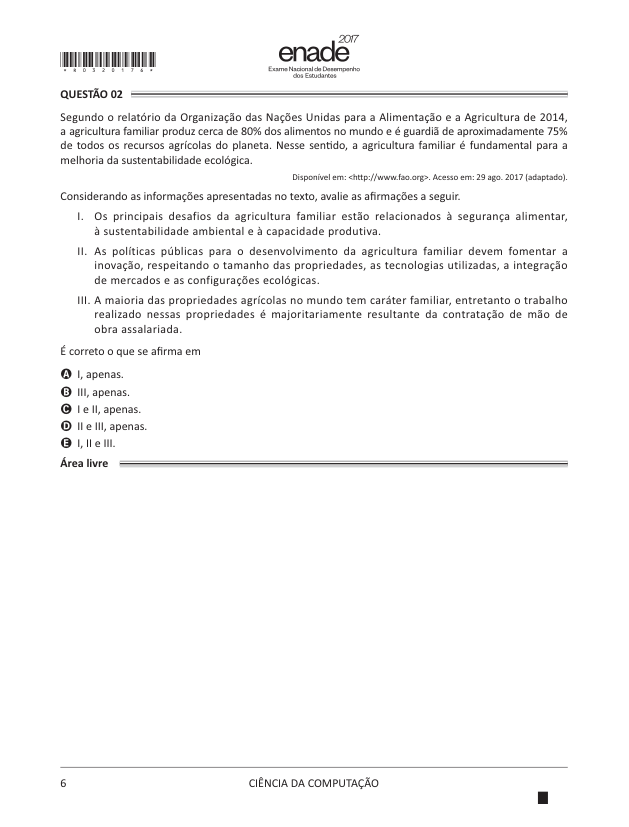 2017
enade
Exame Nacional de Desempenho
dos Estudantes
*R0320176*
QUESTÃO 02
Segundo o relatório da Organização das Nações Unidas para a Alimentação e a Agricultura de 2014,
a agricultura familiar produz cerca de 80% dos alimentos no mundo e é guardiã de aproximadamente 75%
de todos os recursos agrícolas do planeta. Nesse sentido, a agricultura familiar é fundamental para a
melhoria da sustentabilidade ecológica.
Disponível em: <http://www.fao.org>. Acesso em: 29 ago. 2017 (adaptado).
Considerando as informações apresentadas no texto, avalie as afirmações a seguir.
I. Os principais desafios da agricultura familiar estão relacionados à segurança alimentar,
à sustentabilidade ambiental e à capacidade produtiva.
II. As políticas públicas para o desenvolvimento da agricultura familiar devem fomentar a
inovação, respeitando o tamanho das propriedades, as tecnologias utilizadas, a integração
de mercados e as configurações ecológicas.
III. A maioria das propriedades agrícolas no mundo tem caráter familiar, entretanto o trabalho
realizado nessas propriedades é majoritariamente resultante da contratação de mão de
obra assalariada.
É correto o que se afirma em
A I, apenas.
B III, apenas.
C I e II, apenas.
D II e III, apenas.
E I, II e III.
Área livre
6
CIÊNCIA DA COMPUTAÇÃO